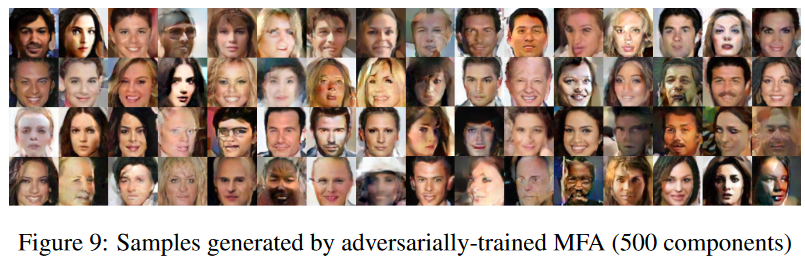 Figure 9: Samples generated by adversarially-trained MFA (500 components)